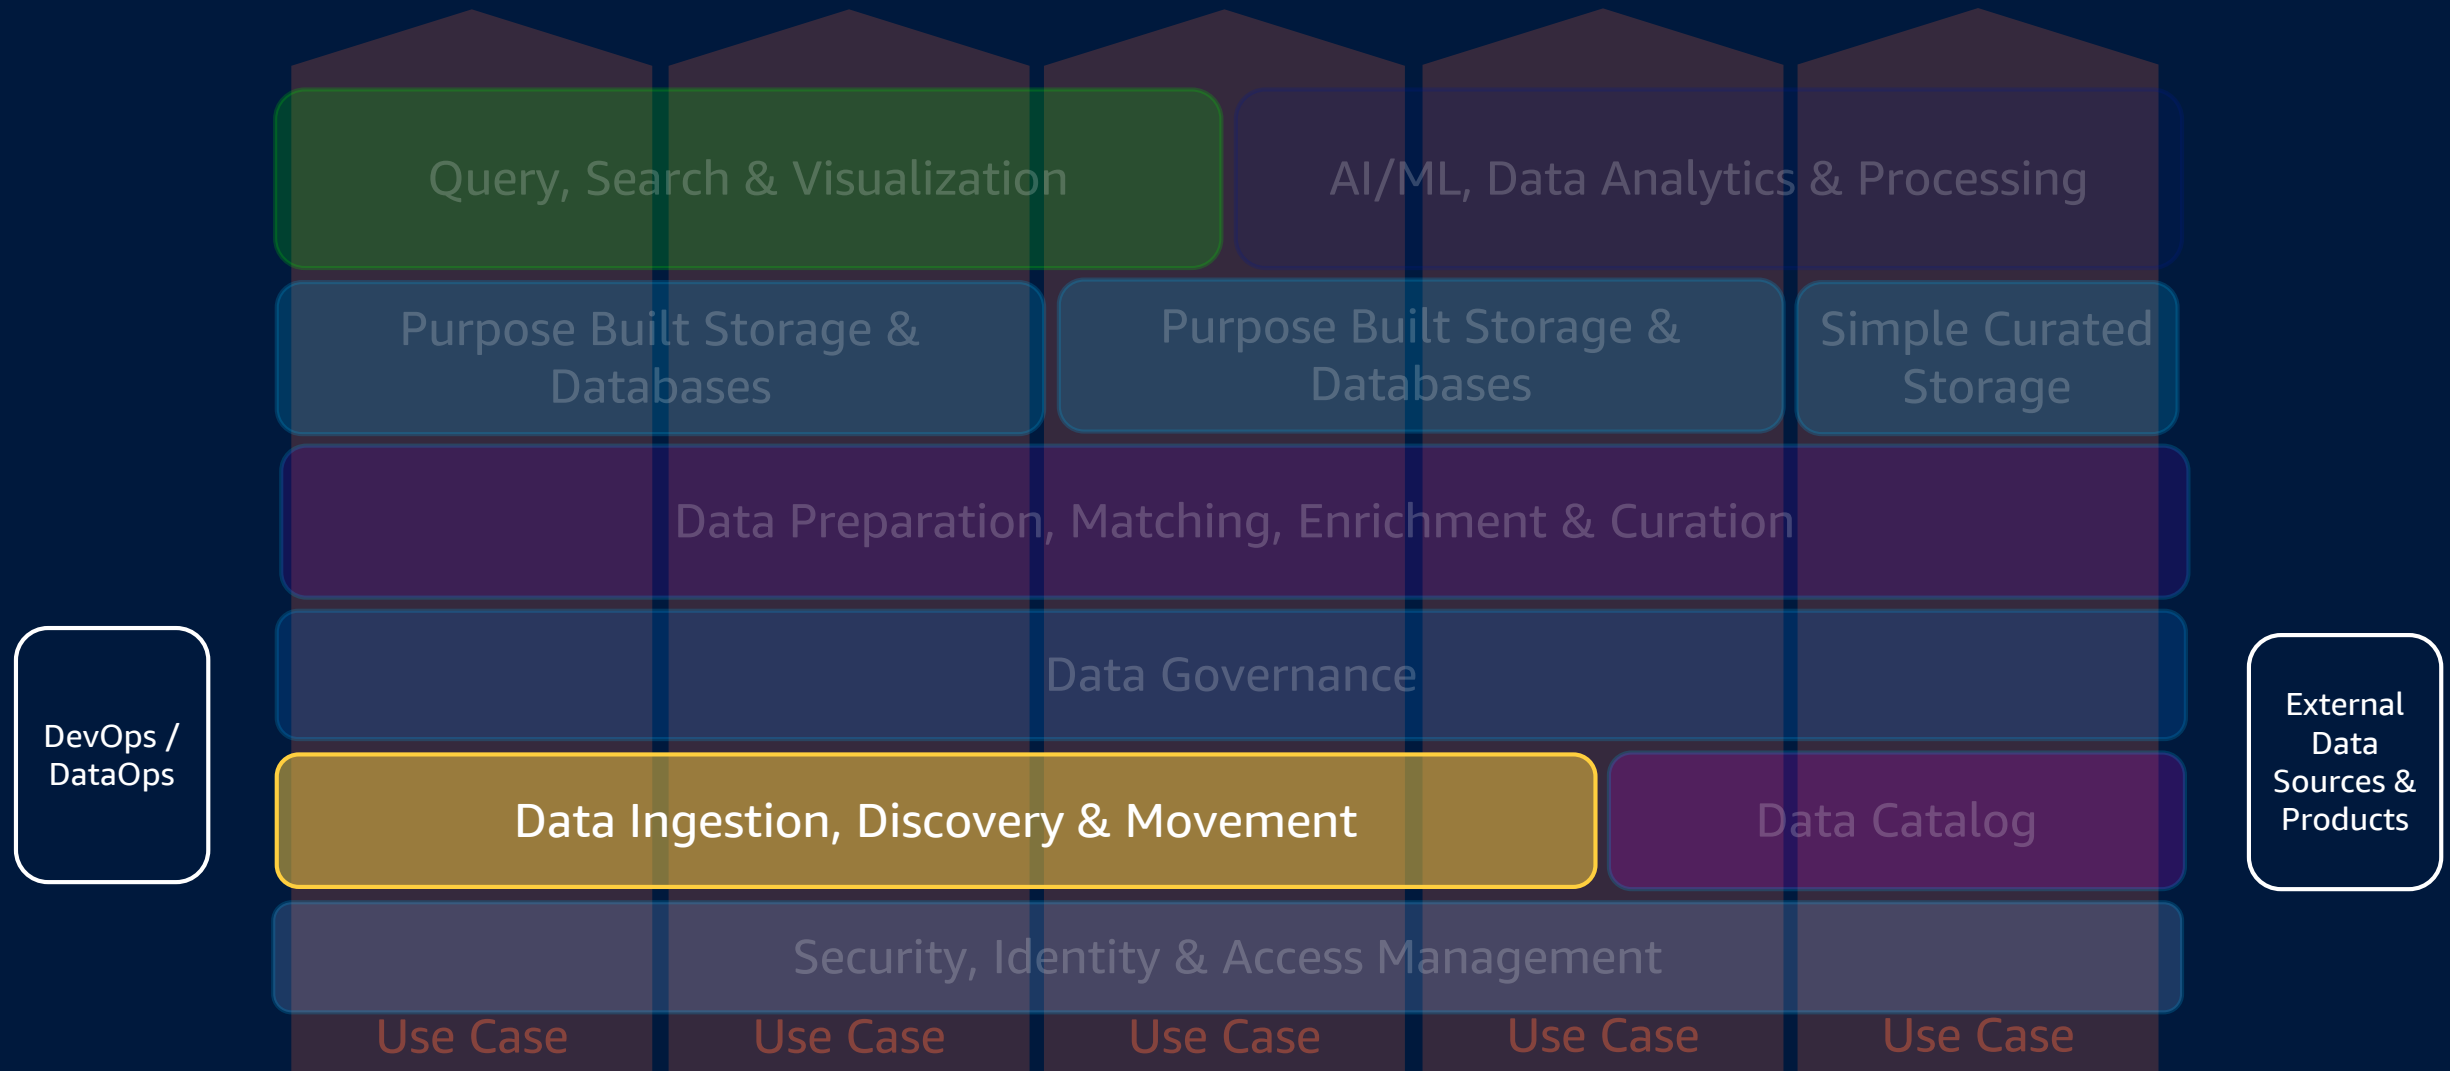 Query, Search & Visualization
AI/ML, Data Analytics & Processing
Purpose Built Storage &
Databases
Purpose Built Storage &
Databases
Simple Curated
Storage
Data Preparation, Matching, Enrichment & Curation
Data Governance
DevOps /
DataOps
External
Data
Sources &
Products
Data Ingestion, Discovery & Movement
Data Catalog
Security, Identity & Access Management
Use Case
Use Case
Use Case
Use Case
Use Case